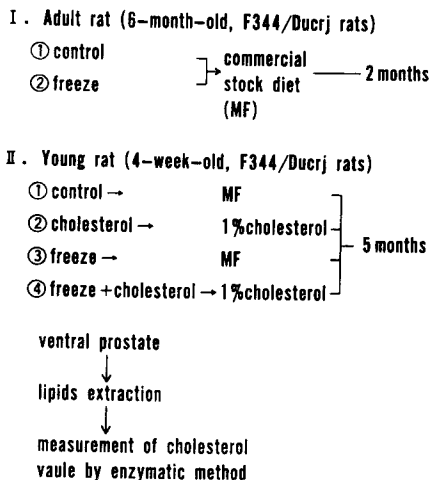 Ⅰ. Adult rat (6-month-old, F344/Ducrj rats)
① control
② freeze
commercial
stock diet
(MF)
2 months
Ⅱ. Young rat (4-week-old, F344/Ducrj rats)
① control → MF
② cholesterol → 1%cholesterol
③ freeze → MF
④ freeze +cholesterol → 1%cholesterol
5 months
ventral prostate
↓
lipids extraction
↓
measurement of cholesterol
vaule by enzymatic method